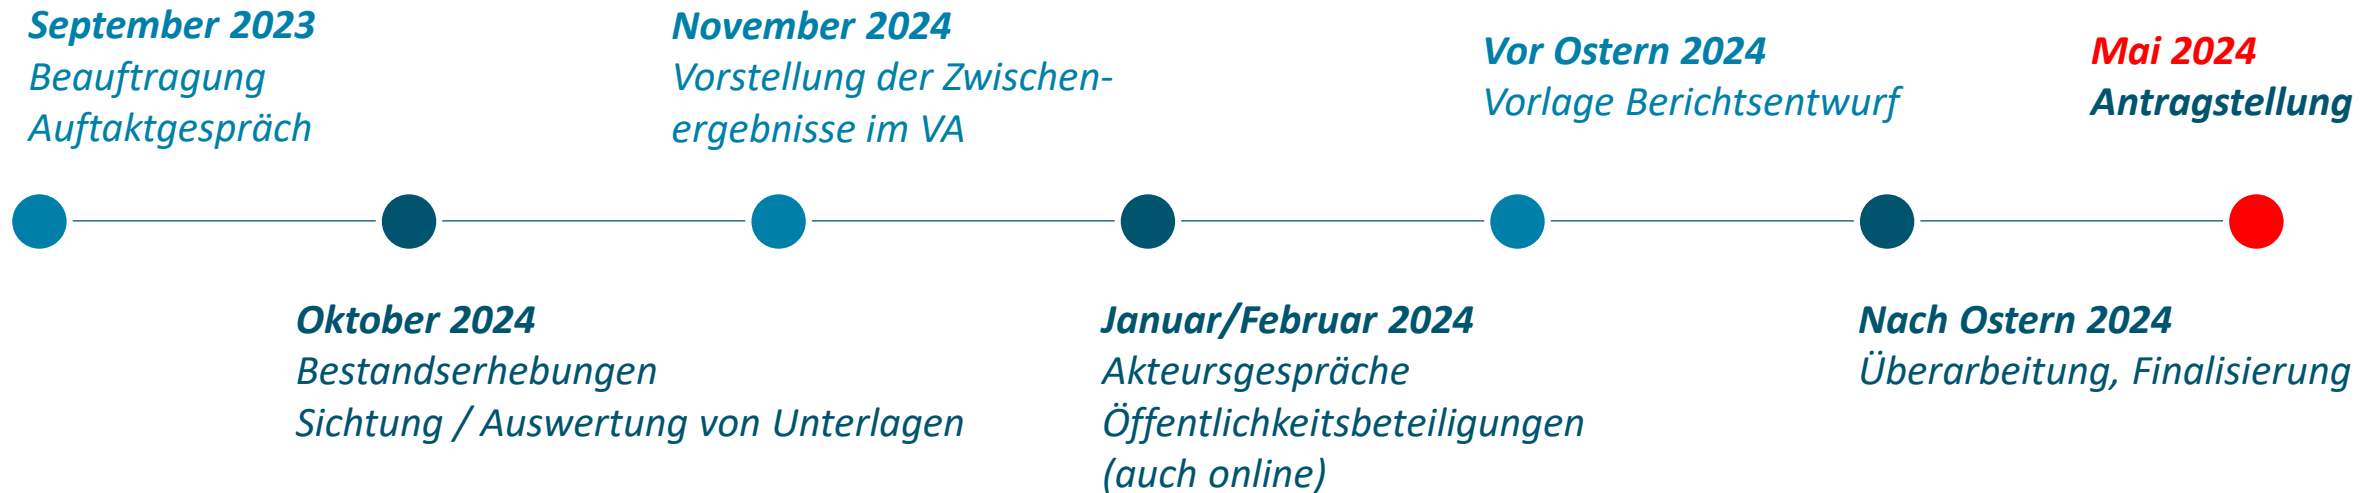 September 2023
Beauftragung
Auftaktgespräch
Oktober 2024
Bestandserhebungen
Sichtung / Auswertung von Unterlagen
November 2024
Vorstellung der Zwischen-
ergebnisse im VA
Januar/Februar 2024
Akteursgespräche
Öffentlichkeitsbeteiligungen
(auch online)
Vor Ostern 2024
Vorlage Berichtsentwurf
Nach Ostern 2024
Überarbeitung, Finalisierung
Mai 2024
Antragstellung